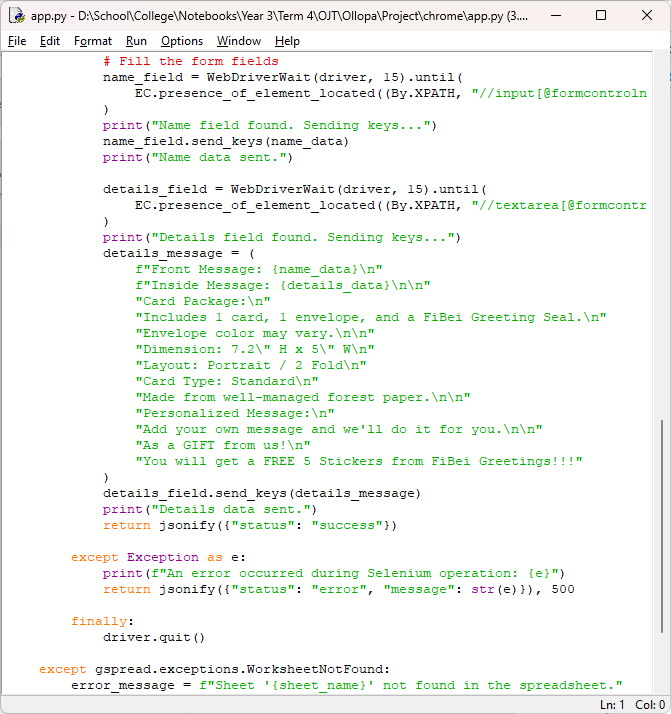 app.py - D:\School\College\Notebooks\Year 3\Term 4\OJT\Ollopa\Project\chrome\app.py (3....
File Edit Format Run Options Window Help
# Fill the form fields
name_field = WebDriverWait(driver, 15).until(
EC.presence_of_element_located((By.XPATH, "//input[@formcontroln
)
print("Name field found. Sending keys...")
name_field.send_keys(name_data)
print("Name data sent.")
details_field = WebDriverWait(driver, 15).until(
EC.presence_of_element_located((By.XPATH, "//textarea[@formcontr
)
print("Details field found. Sending keys...")
details_message = (
f"Front Message: {name_data}\n"
f"Inside Message: {details_data}\n\n"
"Card Package:\n"
"Includes 1 card, 1 envelope, and a FiBei Greeting Seal.\n"
"Envelope color may vary.\n\n"
"Dimension: 7.2\" H x 5\" W\n"
"Layout: Portrait / 2 Fold\n"
"Card Type: Standard\n"
"Made from well-managed forest paper.\n\n"
"Personalized Message:\n"
"Add your own message and we'll do it for you.\n\n"
"As a GIFT from us!\n"
"You will get a FREE 5 Stickers from FiBei Greetings!!!"
)
details_field.send_keys(details_message)
print("Details data sent.")
return jsonify({"status": "success"})
except Exception as e:
print(f"An error occurred during Selenium operation: {e}")
return jsonify({"status": "error", "message": str(e)}), 500
finally:
driver.quit()
except gspread.exceptions.WorksheetNotFound:
error_message = f"Sheet '{sheet_name}' not found in the spreadsheet."
Ln: 1 Col: 0